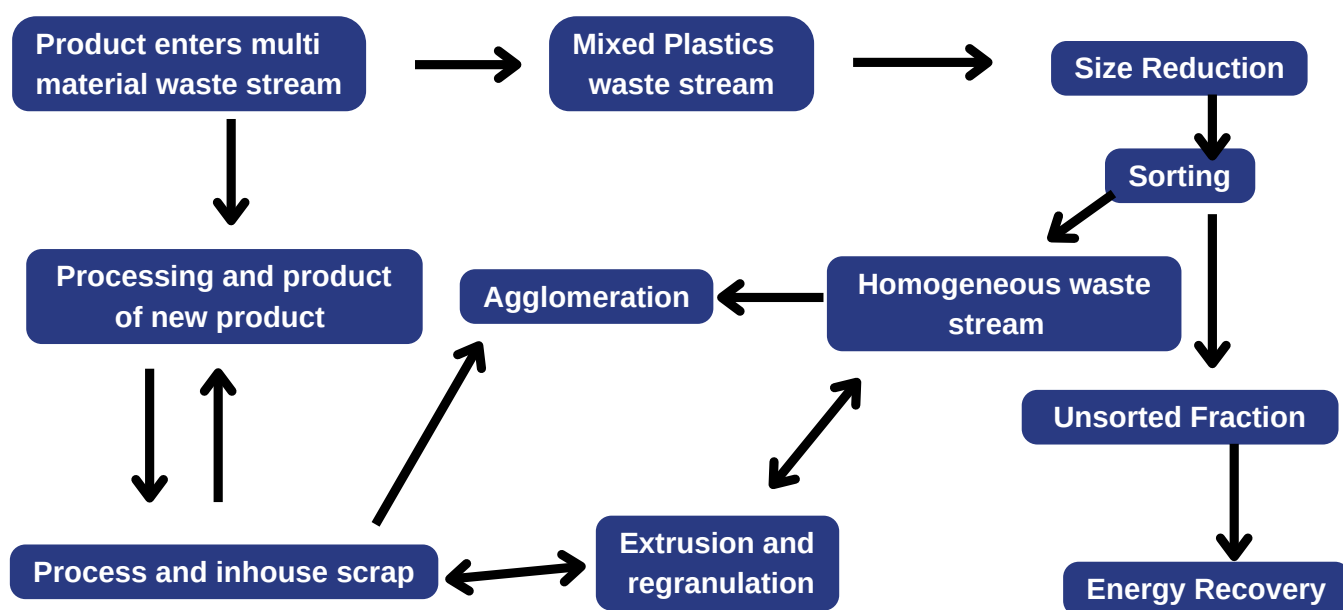 Product enters multi
material waste stream
Mixed Plastics
waste stream
Size Reduction
Sorting
Processing and product
of new product
Agglomeration
Homogeneous waste
stream
Unsorted Fraction
Process and inhouse scrap
Extrusion and
regranulation
Energy Recovery